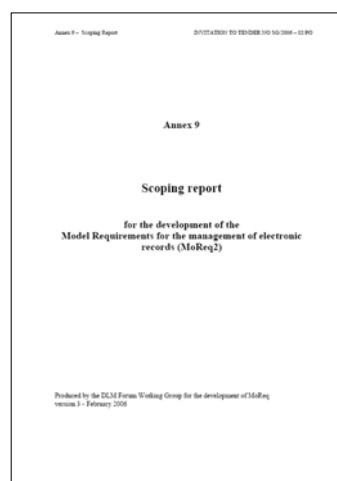 Annex 9 – Scoping Report INVITATION TO TENDER NO SG/2006 – 02/PO
Annex 9
Scoping report
for the development of the
Model Requirements for the management of electronic
records (MoReq2)
Produced by the DLM Forum Working Group for the development of MoReq
version 3 – February 2006